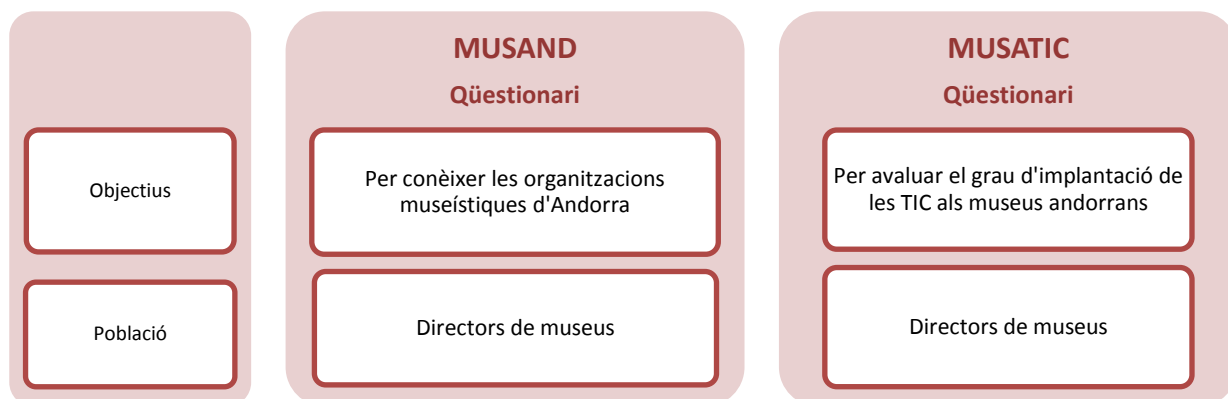 MUSAND
Qüestionari
MUSATIC
Qüestionari
Objectius
Per conèixer les organitzacions
museístiques d'Andorra
Per avaluar el grau d'implantació de
les TIC als museus andorrans
Població
Directors de museus
Directors de museus